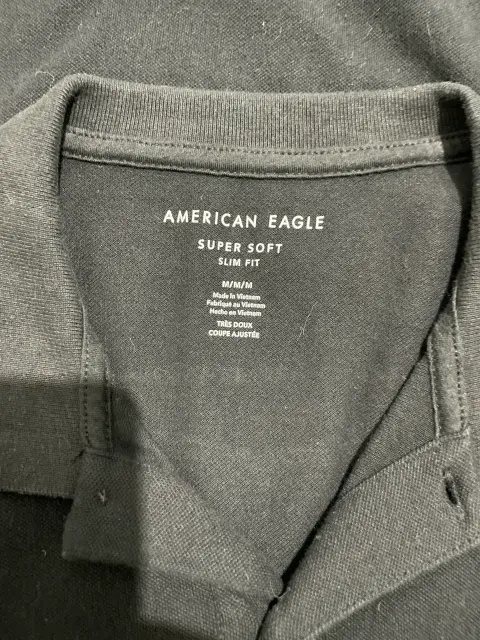 AMERICAN EAGLE
SUPER SOFT
SLIM FIT
M/M/M
Made in Vietnam
Fabriqué au Vietnam
Hecho en Vietnam
TRÈS DOUX
COUPE AJUSTÉE